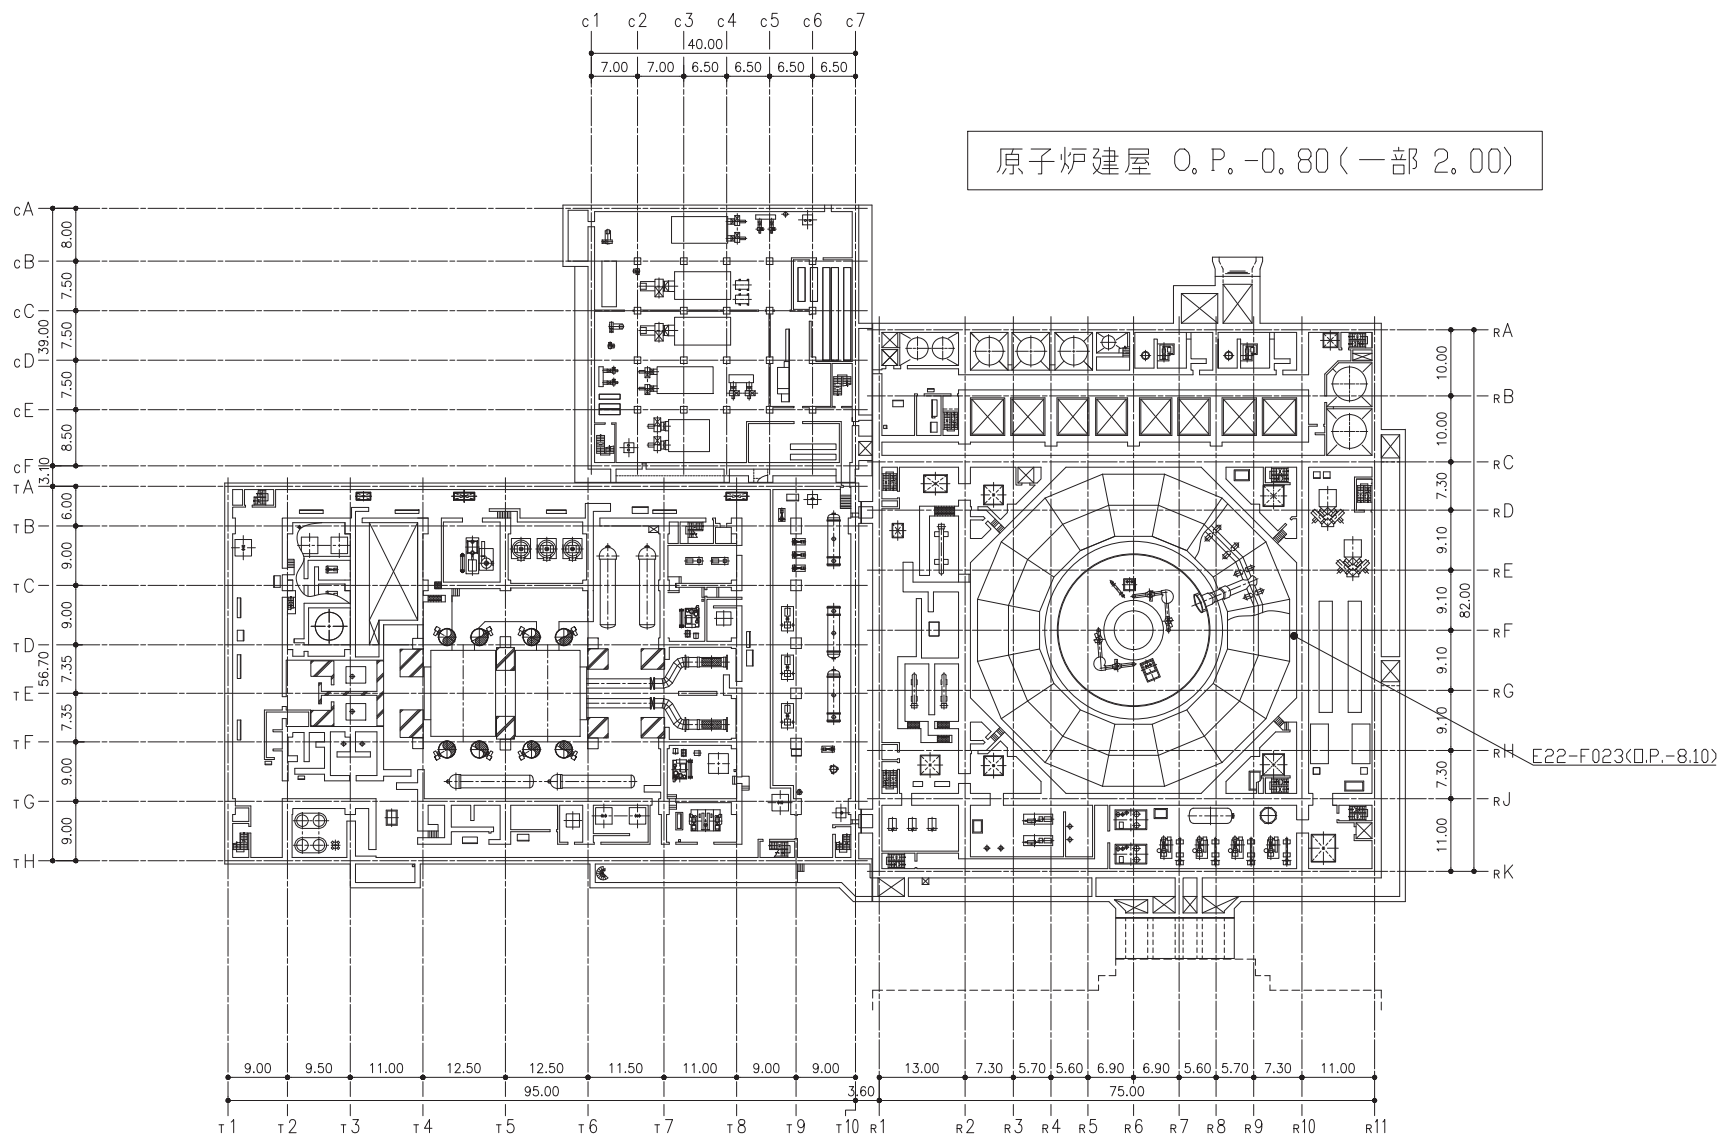 c1 c2 c3 c4 c5 c6 c7
40.00
7.00 7.00 6.50 6.50 6.50 6.50
原子炉建屋 O.P.-0.80(一部 2.00)
cA
8.00
cB
7.50
cC
39.00
7.50
cD
7.50
cE
8.50
cF
3.10
TA
6.00
TB
9.00
TC
9.00
TD
56.70
7.35
TE
7.35
TF
9.00
TG
9.00
TH
RA
10.00
RB
10.00
RC
7.30
RD
9.10
RE
9.10
82.00
RF
9.10
RG
9.10
RH
7.30
RJ
11.00
RK
E22-F023(O.P.-8.10)
9.00 9.50 11.00 12.50 12.50 11.50 11.00 9.00 9.00 13.00 7.30 5.70 5.60 6.90 6.90 5.60 5.70 7.30 11.00
95.00 3.60 75.00
T1 T2 T3 T4 T5 T6 T7 T8 T9 T10 R1 R2 R3 R4 R5 R6 R7 R8 R9 R10 R11